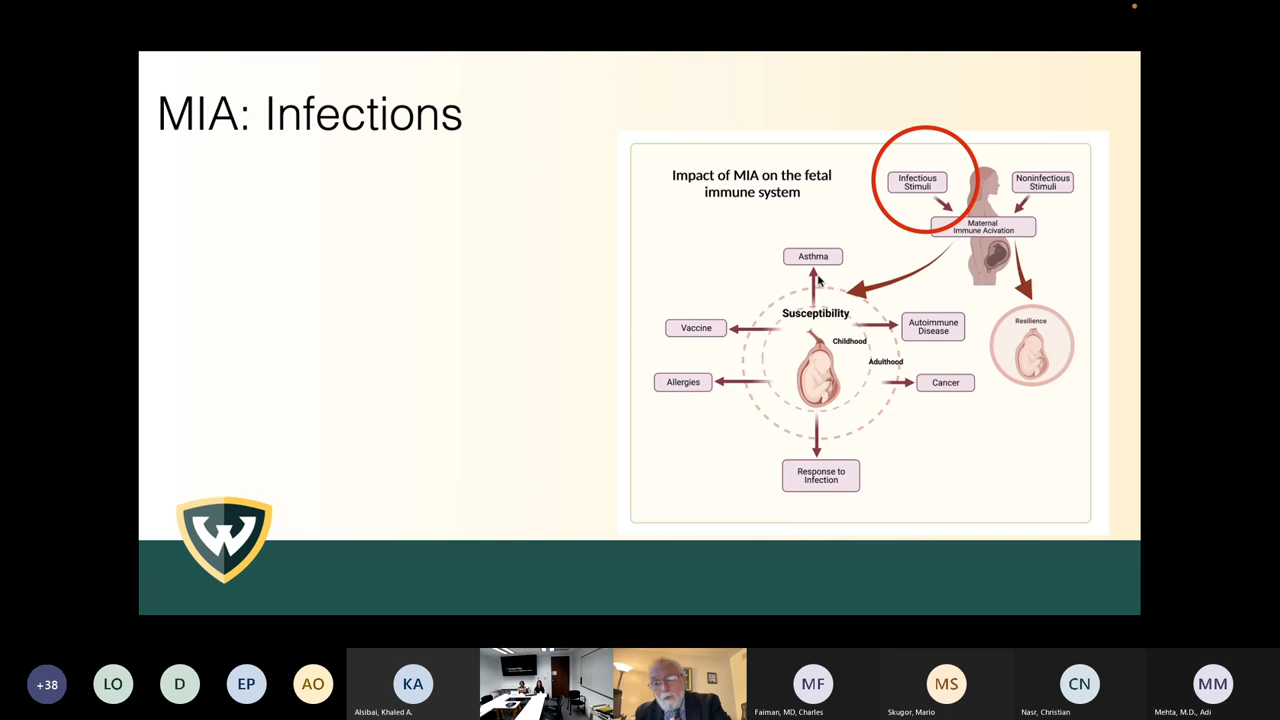 MIA: Infections
Impact of MIA on the fetal
immune system
Infectious
Stimuli
Noninfectious
Stimuli
Maternal
Immune Acivation
Asthma
Susceptibility
Vaccine
Childhood
Autoimmune
Disease
Resilience
Adulthood
Allergies
Cancer
Response to
Infection
W
+38
LO
D
EP
AO
KA
MF
MS
CN
MM
Alsibai, Khaled A.
Faiman, MD, Charles
Skugor, Mario
Nasr, Christian
Mehta, M.D., Adi